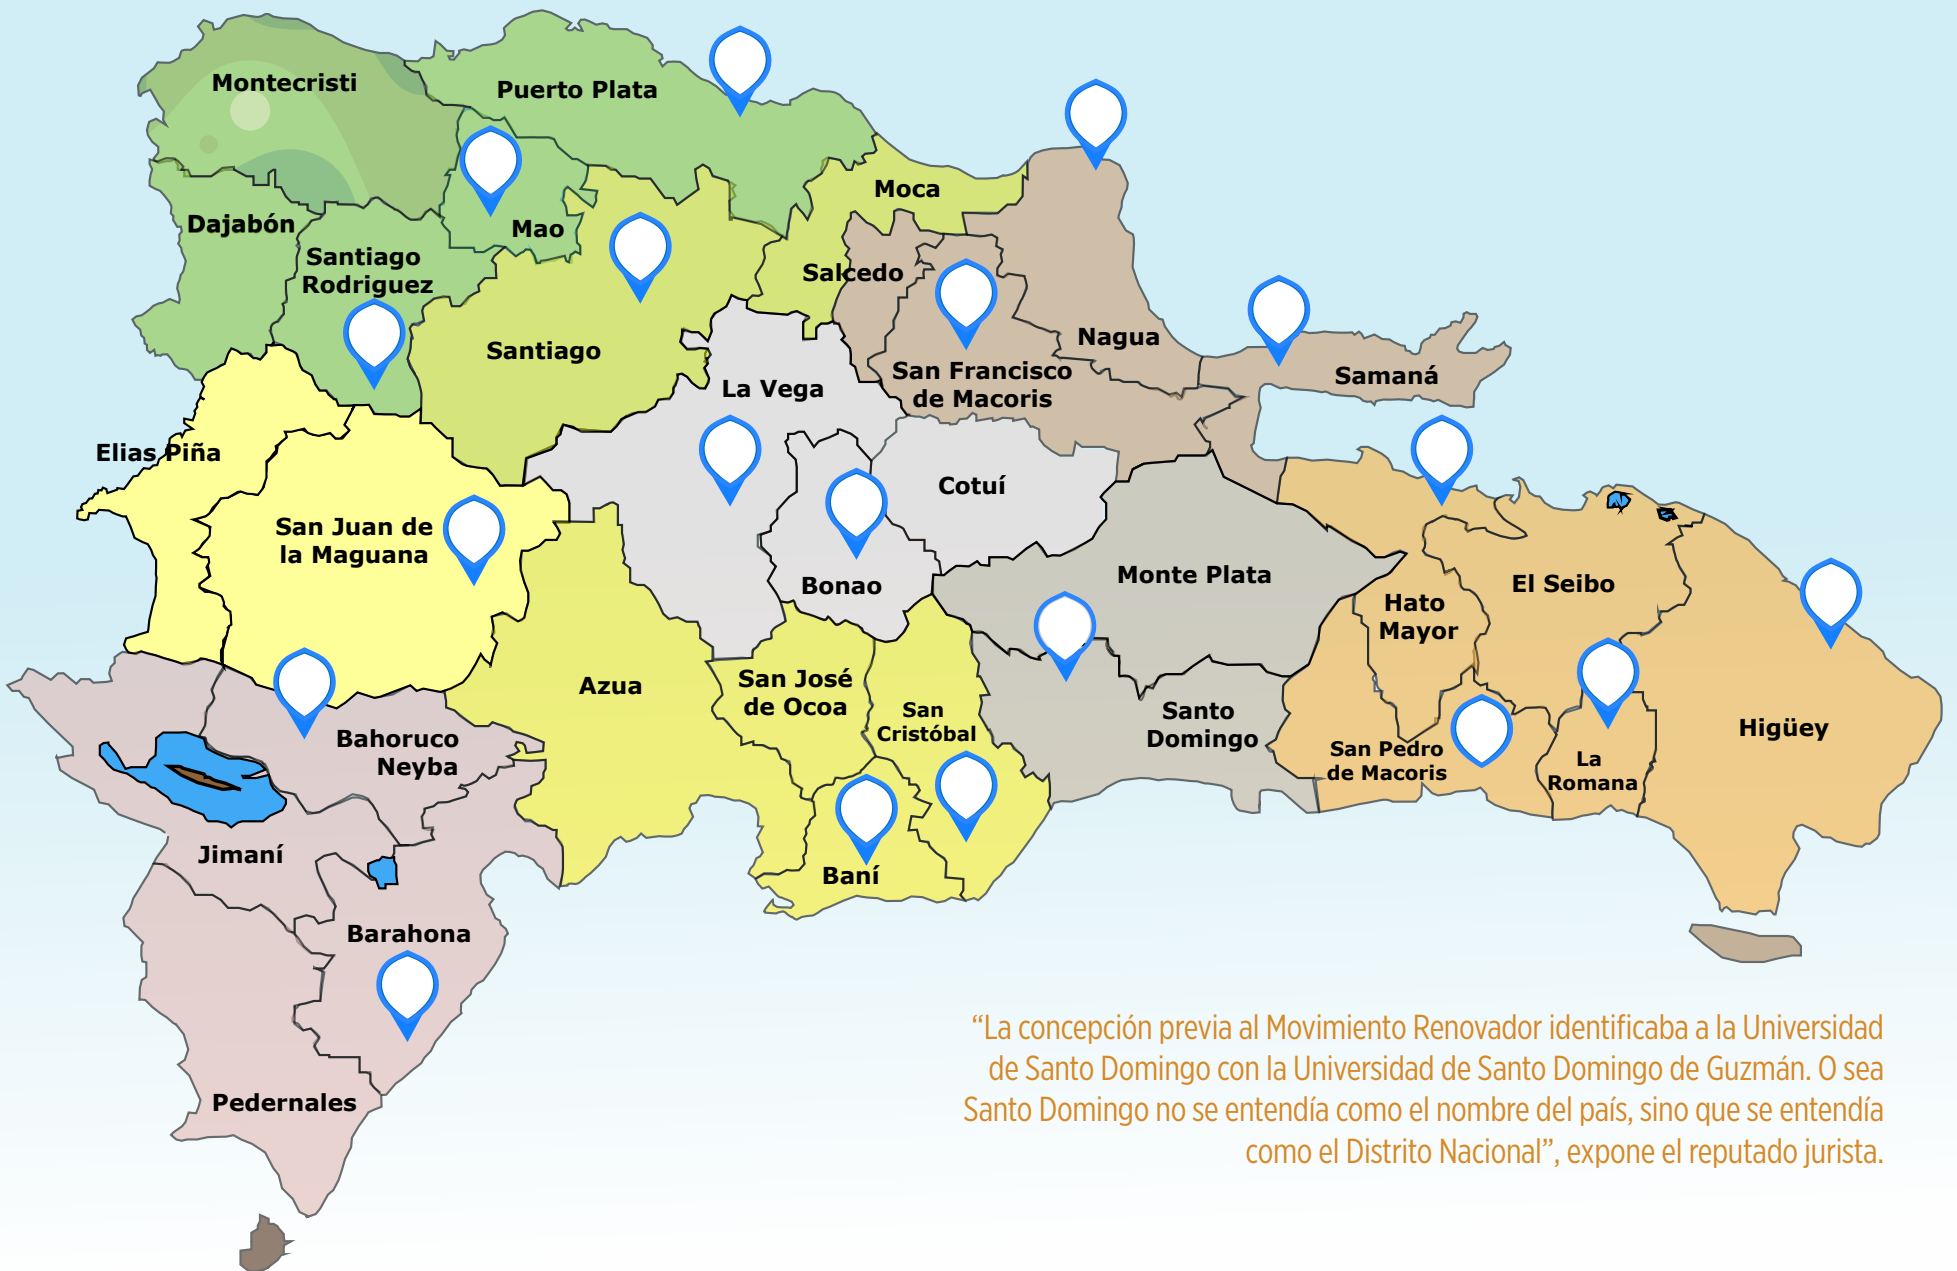 Montecristi
Puerto Plata
Moca
Dajabón
Mao
Santiago
Rodriguez
Salcedo
Santiago
Nagua
La Vega
San Francisco
de Macoris
Samaná
Elias Piña
Cotuí
San Juan de
la Maguana
Monte Plata
Bonao
El Seibo
Hato
Mayor
Azua
San José
de Ocoa
San
Cristóbal
Santo
Domingo
Higüey
Bahoruco
Neyba
San Pedro
de Macoris
La
Romana
Jimaní
Baní
Barahona
Pedernales
“La concepción previa al Movimiento Renovador identificaba a la Universidad
de Santo Domingo con la Universidad de Santo Domingo de Guzmán. O sea
Santo Domingo no se entendía como el nombre del país, sino que se entendía
como el Distrito Nacional”, expone el reputado jurista.